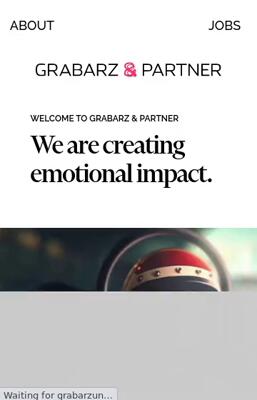 ABOUT JOBS
GRABARZ & PARTNER
WELCOME TO GRABARZ & PARTNER
We are creating
emotional impact.
Waiting for grabarzun...